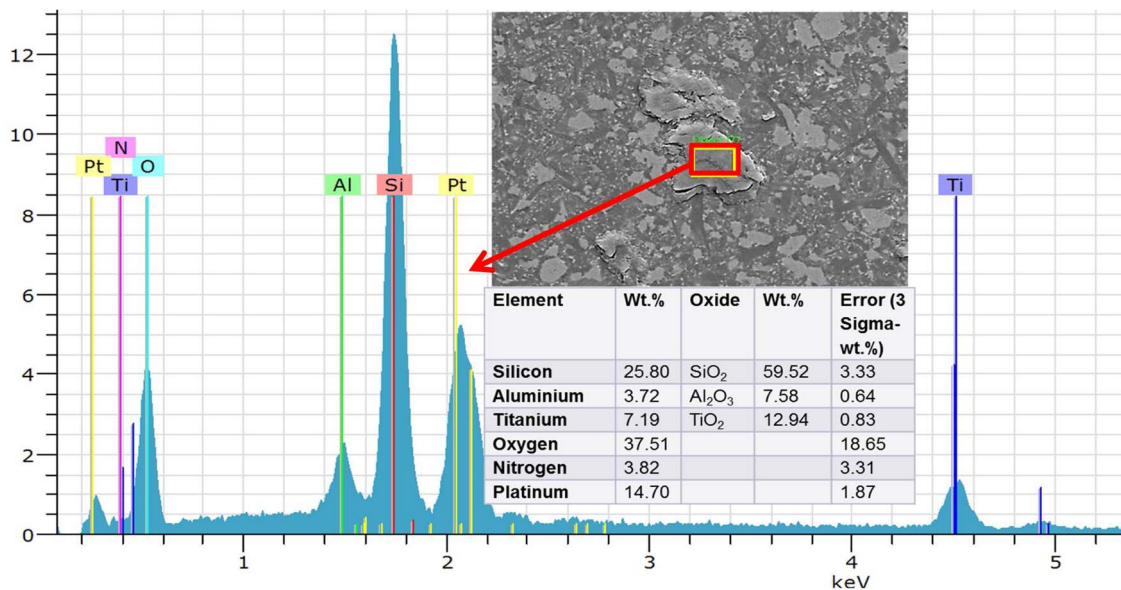 12
10
8
6
4
2
0
N
Pt Ti O
Al Si Pt
Ti
1 2 3 4 5
keV
Element Wt.% Oxide Wt.% Error (3 Sigma-wt.%)
Silicon 25.80 SiO₂ 59.52 3.33
Aluminium 3.72 Al₂O₃ 7.58 0.64
Titanium 7.19 TiO₂ 12.94 0.83
Oxygen 37.51 18.65
Nitrogen 3.82 3.31
Platinum 14.70 1.87